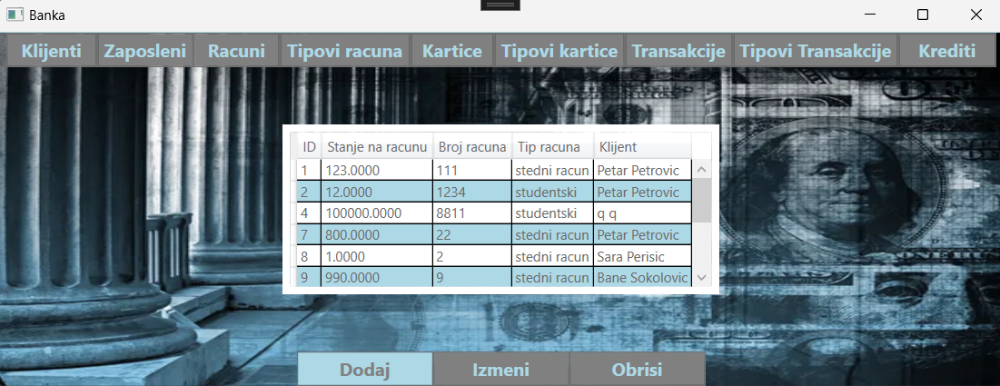 Banka
Klijenti Zaposleni Racuni Tipovi racuna Kartice Tipovi kartice Transakcije Tipovi Transakcije Krediti
ID Stanje na racunu Broj racuna Tip racuna Klijent
1 123.0000 111 stedni racun Petar Petrovic
2 12.0000 1234 studentski Petar Petrovic
4 100000.0000 8811 studentski q q
7 800.0000 22 stedni racun Petar Petrovic
8 1.0000 2 stedni racun Sara Perisic
9 990.0000 9 stedni racun Bane Sokolovic
Dodaj Izmeni Obrisi